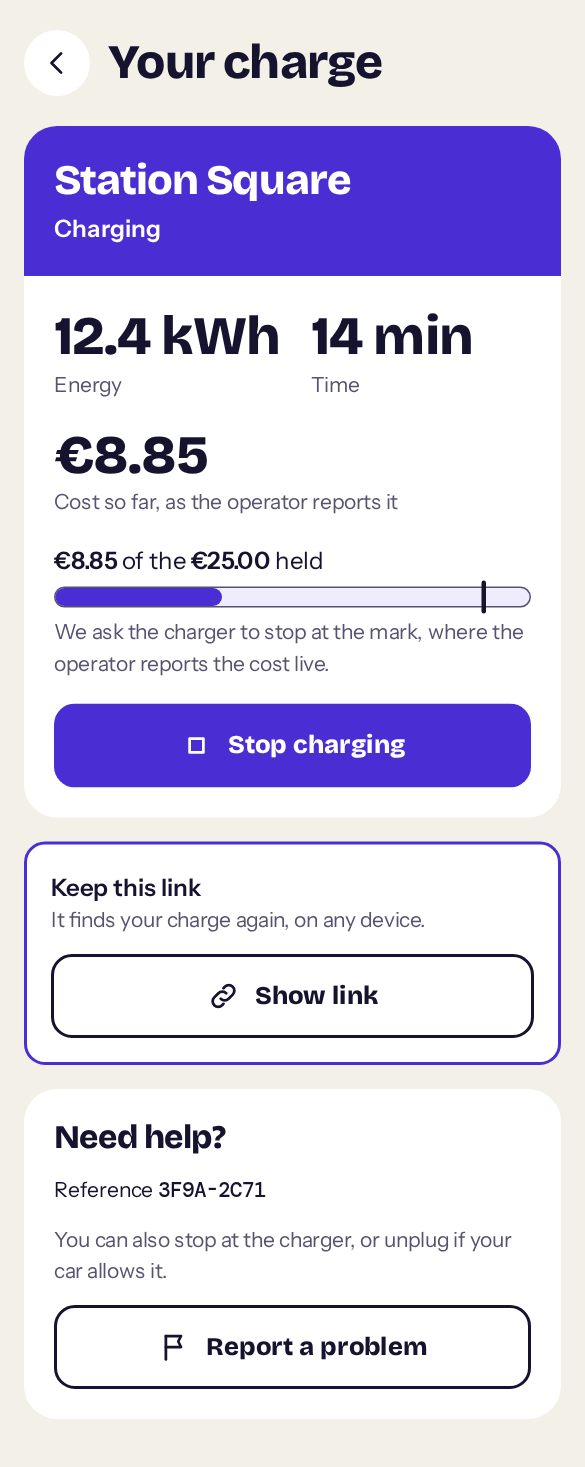 Your charge
Station Square
Charging
12.4 kWh
Energy
14 min
Time
€8.85
Cost so far, as the operator reports it
€8.85 of the €25.00 held
We ask the charger to stop at the mark, where the
operator reports the cost live.
Stop charging
Keep this link
It finds your charge again, on any device.
Show link
Need help?
Reference 3F9A-2C71
You can also stop at the charger, or unplug if your
car allows it.
Report a problem